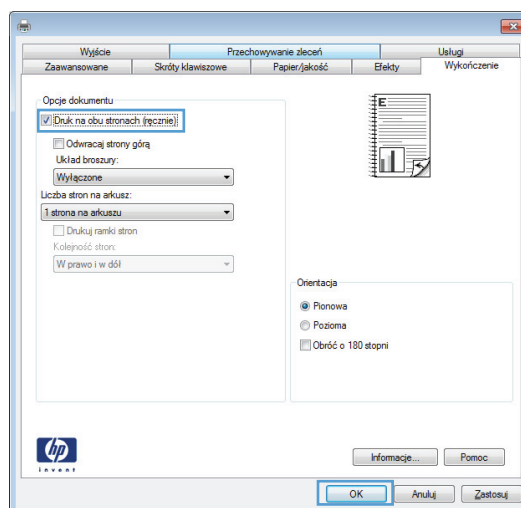 Wyjście
Przechowywanie zleceń
Usługi
Zaawansowane
Skróty klawiszowe
Papier/jakość
Efekty
Wykończenie
Opcje dokumentu
Druk na obu stronach (ręcznie)
Odwracaj strony górą
Układ broszury:
Wyłączone
Liczba stron na arkusz:
1 strona na arkuszu
Drukuj ramki stron
Kolejność stron:
W prawo i w dół
E
Orientacja
Pionowa
Pozioma
Obróć o 180 stopni
hp
invent
Informacje...
Pomoc
OK
Anuluj
Zastosuj